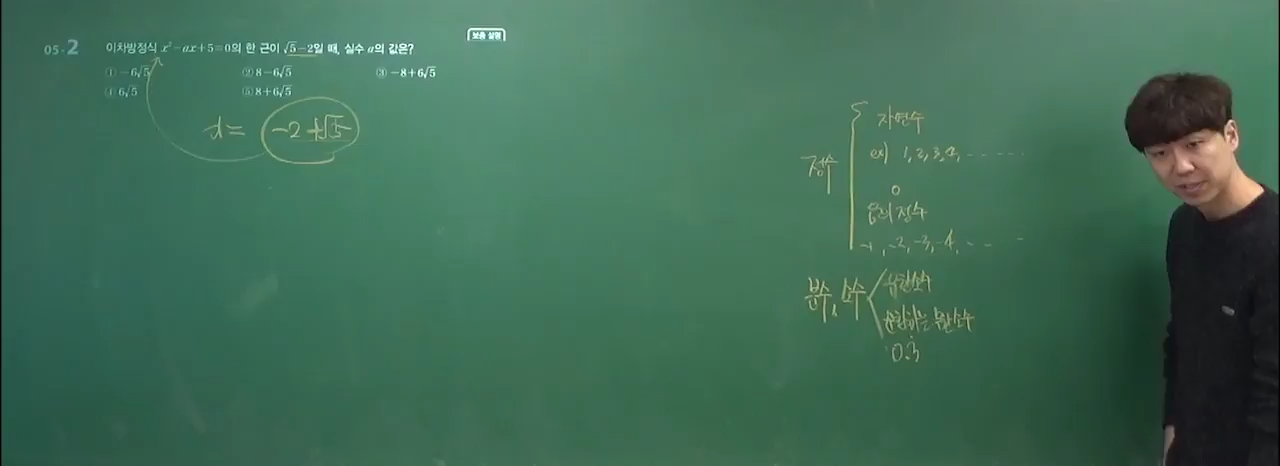 보충 설명
05-2 이차방정식 x²-ax+5=0의 한 근이 √5-2일 때, 실수 a의 값은?
① -6√5 ② 8-6√5 ③ -8+6√5
④ 6√5 ⑤ 8+6√5
x= -2+√5
자연수
ex) 1, 2, 3, 4, ......
정수
0
음의 정수
-1, -2, -3, -4, ...
분수, 소수
유한소수
순환하는 무한소수
0.3̇